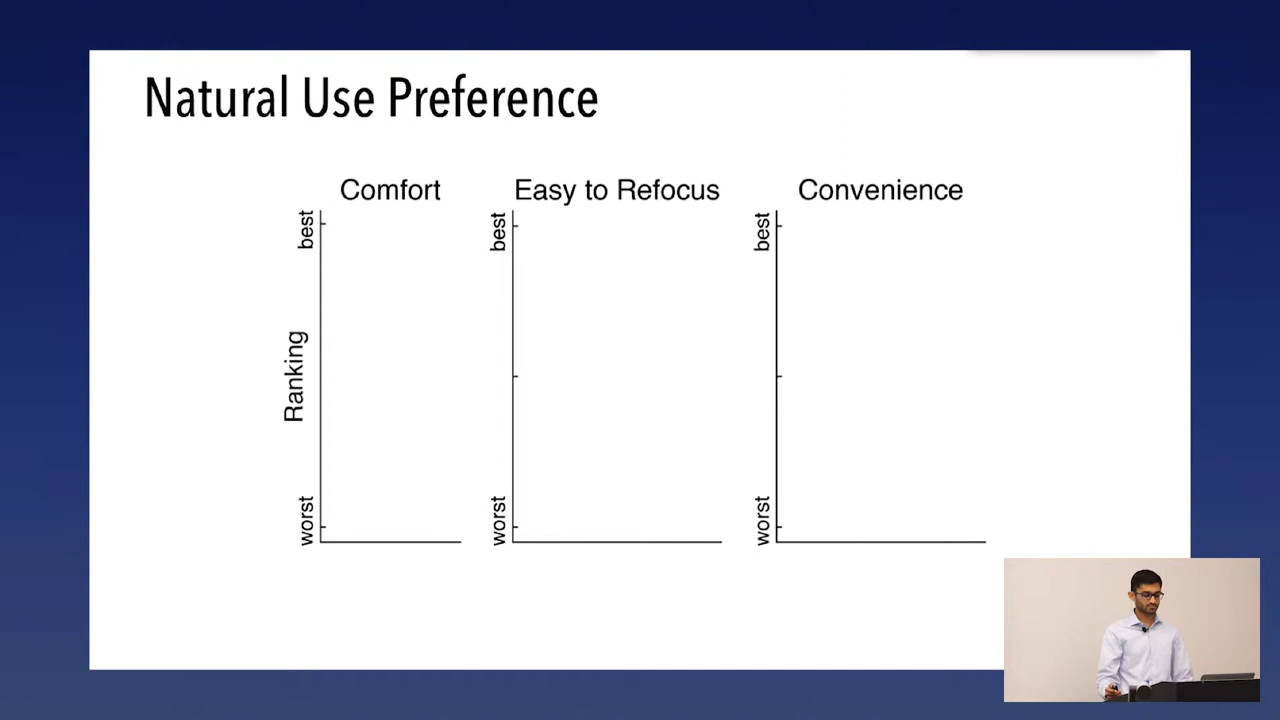 Natural Use Preference
Comfort
Easy to Refocus
Convenience
best
best
best
Ranking
worst
worst
worst